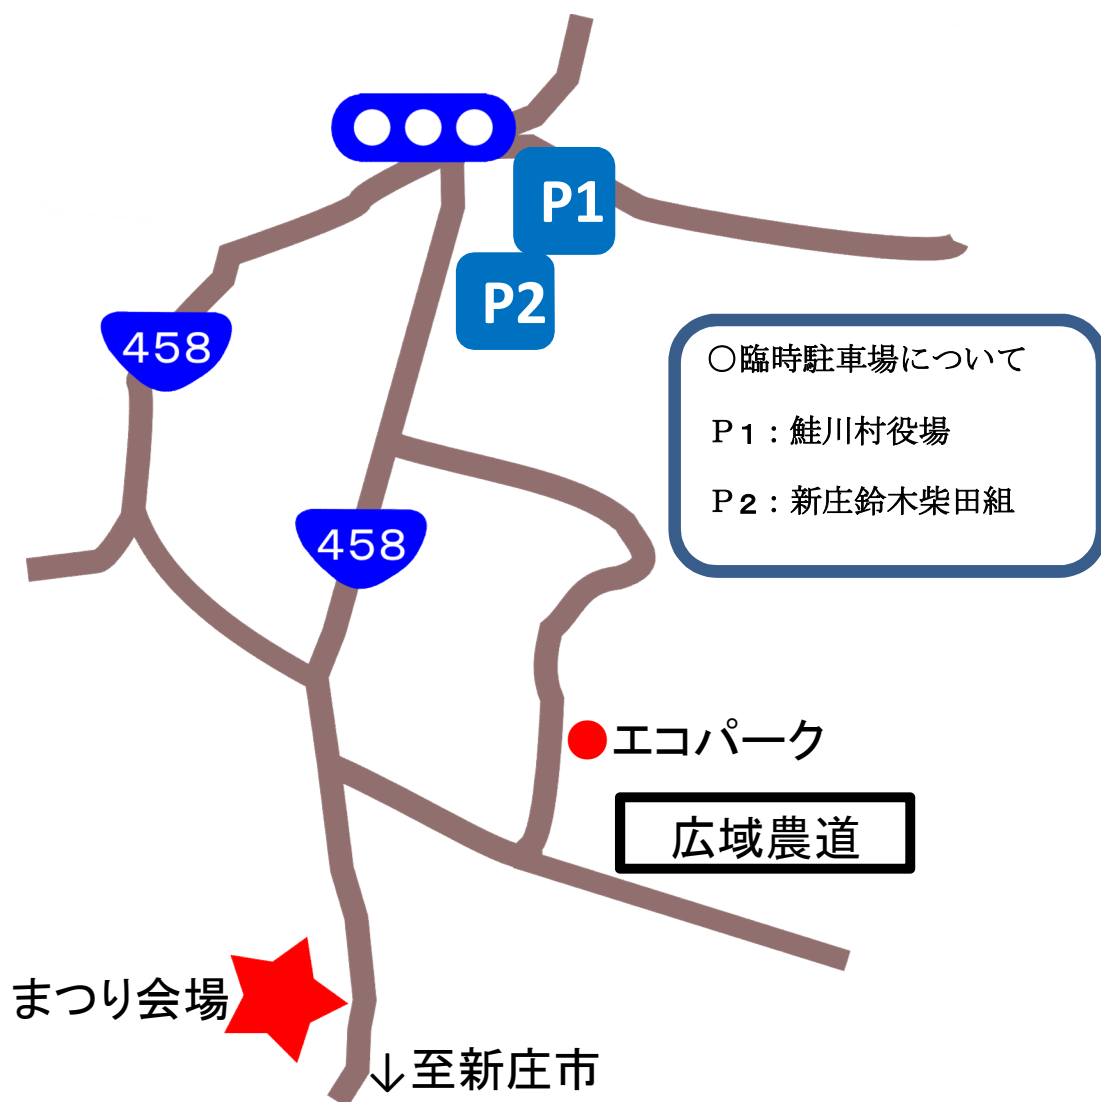 P1
P2
458
○臨時駐車場について
Ｐ1：鮭川村役場
Ｐ2：新庄鈴木柴田組
458
エコパーク
広域農道
まつり会場
↓至新庄市